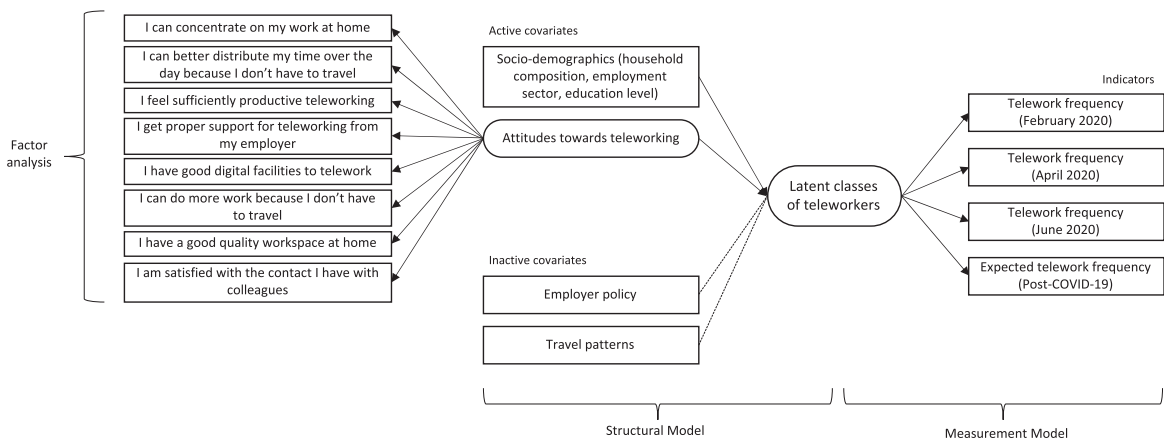 Factor
analysis
I can concentrate on my work at home
I can better distribute my time over the
day because I don't have to travel
I feel sufficiently productive teleworking
I get proper support for teleworking from
my employer
I have good digital facilities to telework
I can do more work because I don't have
to travel
I have a good quality workspace at home
I am satisfied with the contact I have with
colleagues
Active covariates
Socio-demographics (household
composition, employment
sector, education level)
Attitudes towards teleworking
Inactive covariates
Employer policy
Travel patterns
Latent classes
of teleworkers
Indicators
Telework frequency
(February 2020)
Telework frequency
(April 2020)
Telework frequency
(June 2020)
Expected telework frequency
(Post-COVID-19)
Structural Model
Measurement Model